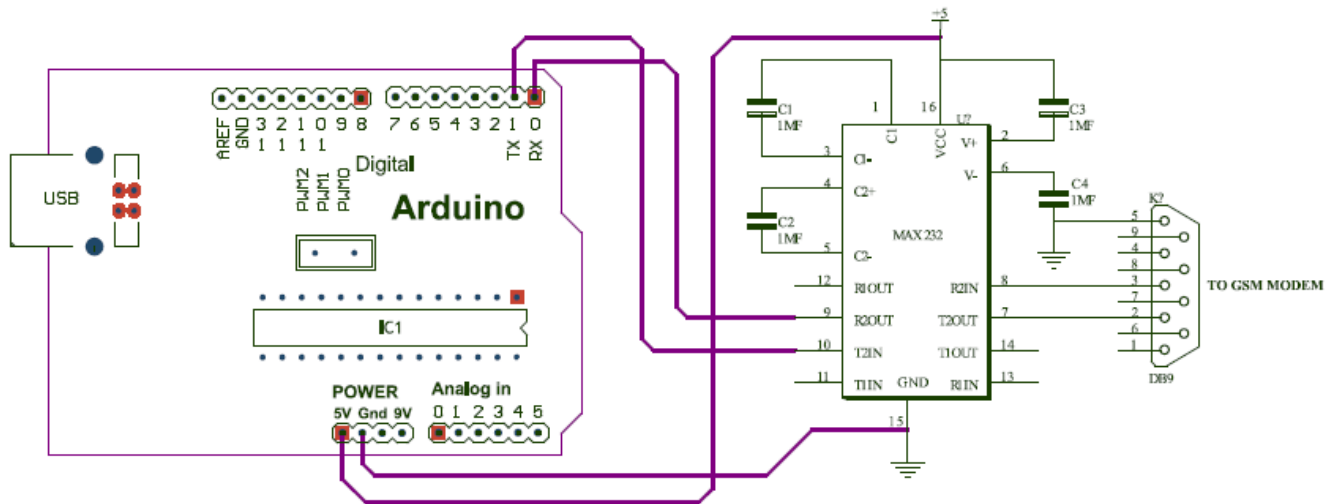 +5
AREF
GND
1 3
1 2
1 1
1 0
9
8
7
6
5
4
3
2
TX 1
RX 0
Digital
PWM2
PWM1
PWM0
Arduino
USB
IC1
POWER
5V Gnd 9V
Analog in
0 1 2 3 4 5
C1
1MF
C2
1MF
C3
1MF
C4
1MF
U?
MAX 232
1
C1
16
VCC
3
C1-
4
C2+
5
C2-
12
R1OUT
9
R2OUT
10
T2IN
11
T1IN
GND
15
2
V+
6
V-
8
R2IN
7
T2OUT
14
T1OUT
13
R1IN
K?
5
9
4
8
3
7
2
6
1
DB9
TO GSM MODEM